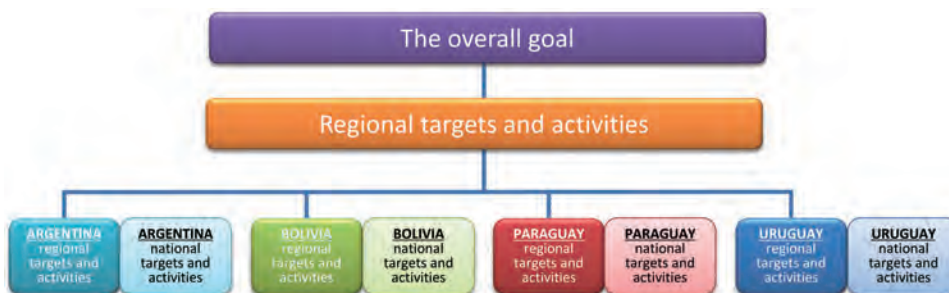 The overall goal
Regional targets and activities
ARGENTINA
regional
targets and
activities
ARGENTINA
national
targets and
activities
BOLIVIA
regional
targets and
activities
BOLIVIA
national
targets and
activities
PARAGUAY
regional
targets and
activities
PARAGUAY
national
targets and
activities
URUGUAY
regional
targets and
activities
URUGUAY
national
targets and
activities